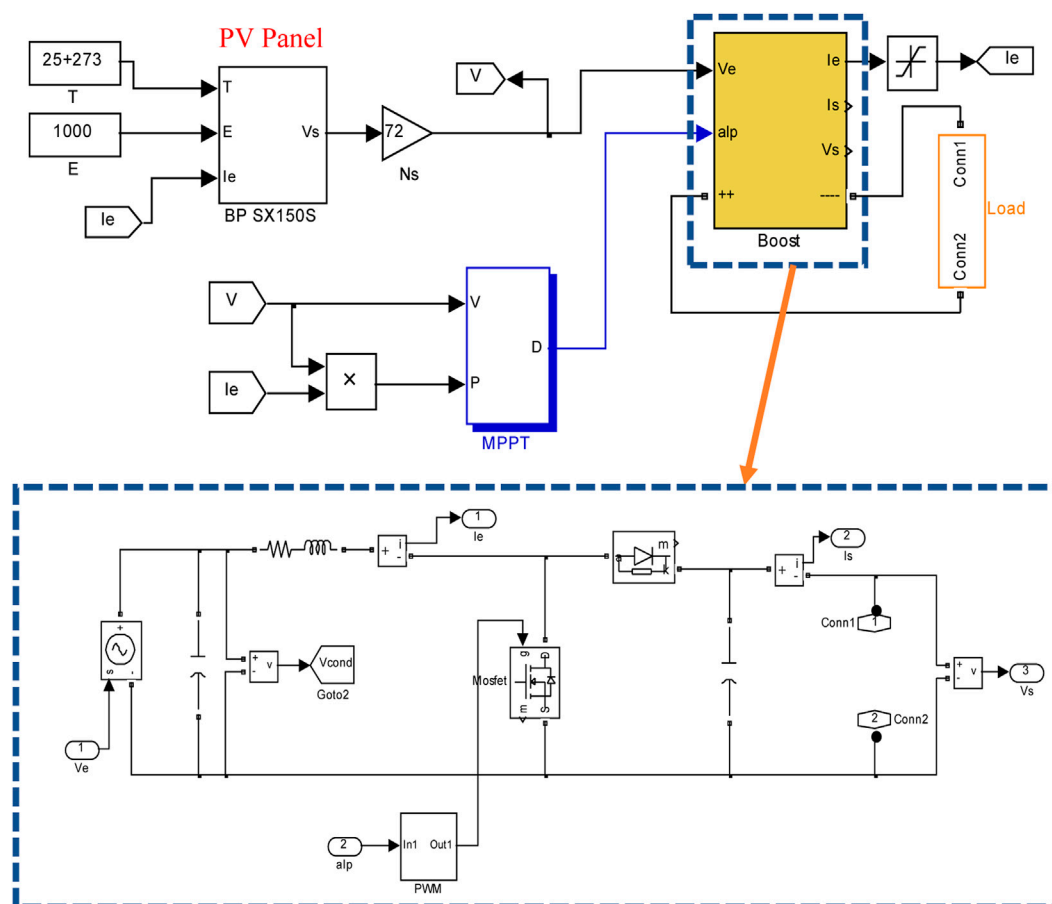 PV Panel
25+273
T
1000
E
Ie
T
E
Ie
Vs
BP SX150S
72
Ns
V
Ve
alp
++
Ie
Is
Vs
----
Boost
Ie
Conn1
Conn2
Load
V
Ie
×
V
P
D
MPPT
1
Ie
+
i
-
a
m
k
2
Is
+
i
-
Conn1
1
s
+
-
+
-
v
Vcond
Goto2
Mosfet
g
D
m
S
+
-
v
3
Vs
2
Conn2
1
Ve
2
alp
In1
Out1
PWM